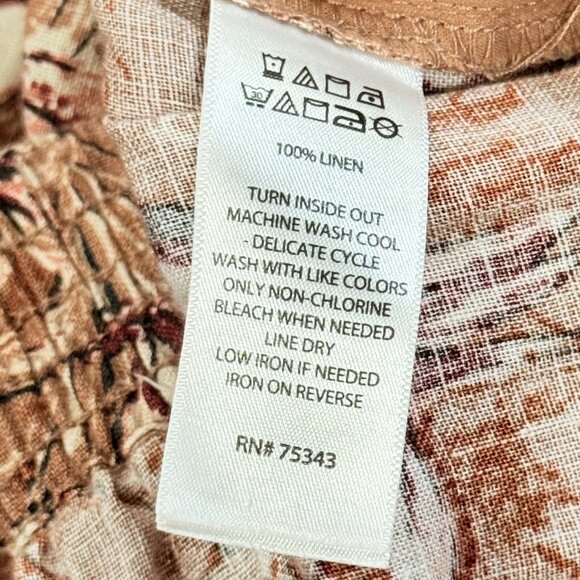 30
100% LINEN
TURN INSIDE OUT
MACHINE WASH COOL
- DELICATE CYCLE
WASH WITH LIKE COLORS
ONLY NON-CHLORINE
BLEACH WHEN NEEDED
LINE DRY
LOW IRON IF NEEDED
IRON ON REVERSE
RN# 75343